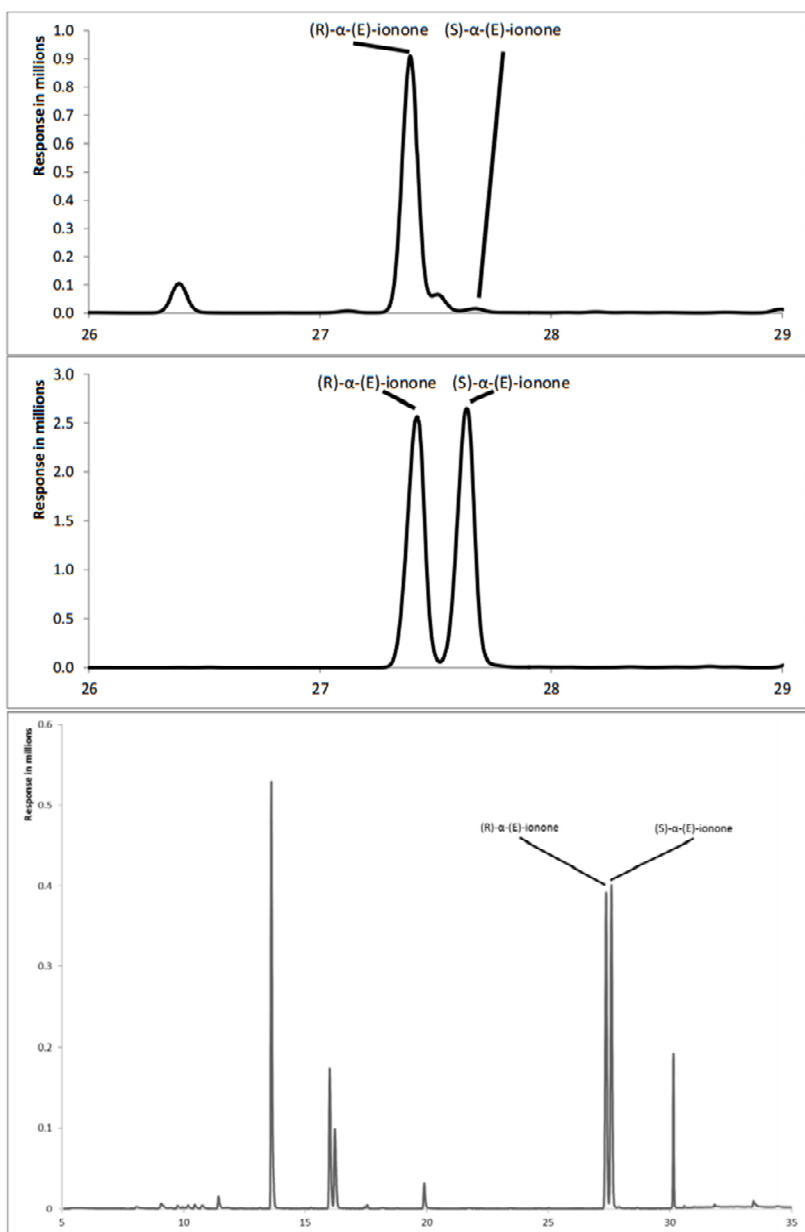 (R)-α-(E)-ionone (S)-α-(E)-ionone
Response in millions
1.0
0.9
0.8
0.7
0.6
0.5
0.4
0.3
0.2
0.1
0.0
26 27 28 29
(R)-α-(E)-ionone (S)-α-(E)-ionone
Response in millions
3.0
2.5
2.0
1.5
1.0
0.5
0.0
26 27 28 29
Response in millions
0.6
0.5
(R)-α-(E)-ionone (S)-α-(E)-ionone
0.4
0.3
0.2
0.1
0
5 10 15 20 25 30 35